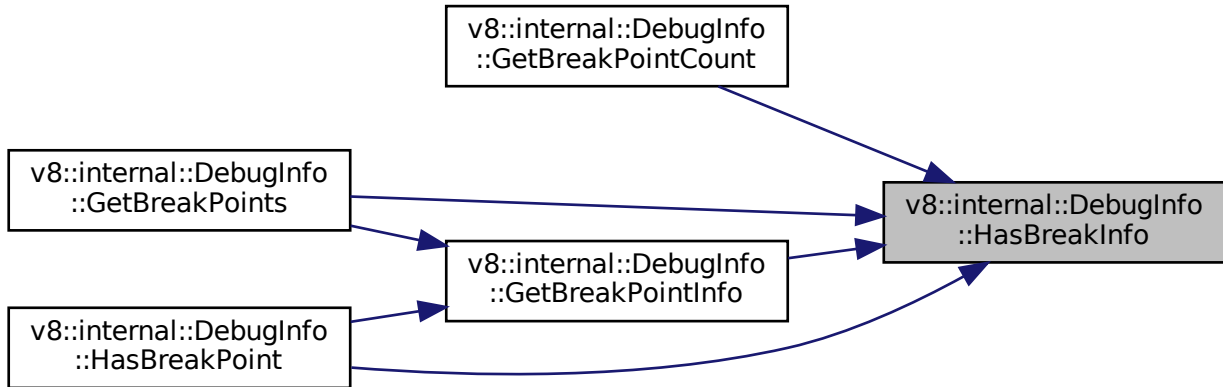 v8::internal::DebugInfo
::GetBreakPointCount
v8::internal::DebugInfo
::GetBreakPoints
v8::internal::DebugInfo
::HasBreakInfo
v8::internal::DebugInfo
::GetBreakPointInfo
v8::internal::DebugInfo
::HasBreakPoint